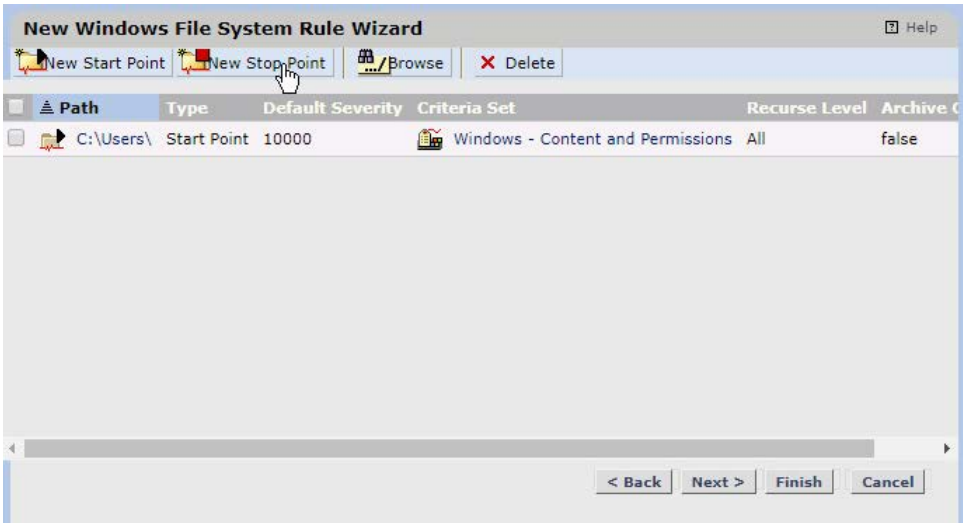 New Windows File System Rule Wizard
? Help
New Start Point New Stop Point .../Browse X Delete
Path Type Default Severity Criteria Set Recurse Level Archive C
C:\Users\ Start Point 10000 Windows - Content and Permissions All false
< Back Next > Finish Cancel